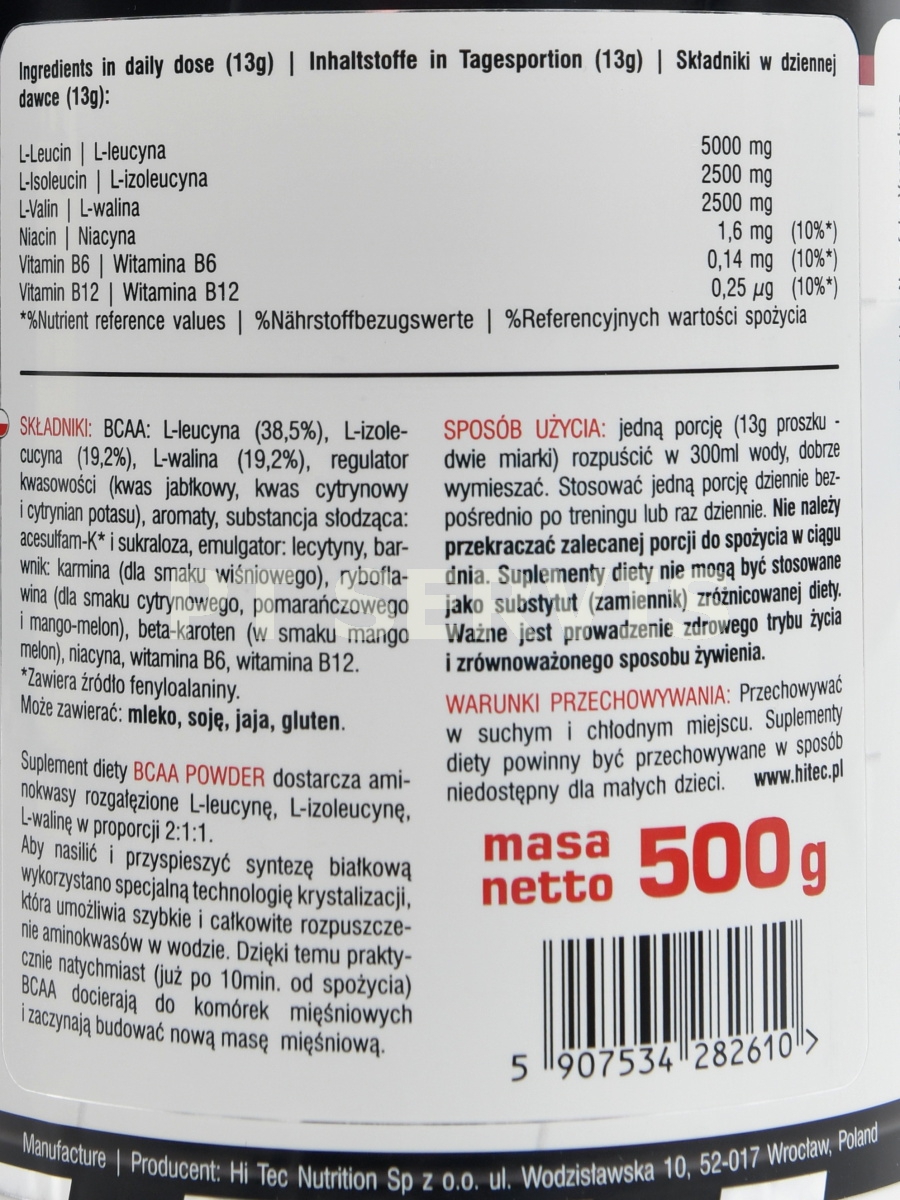 Ingredients in daily dose (13g) | Inhaltstoffe in Tagesportion (13g) | Składniki w dziennej
dawce (13g):
L-Leucin | L-leucyna 5000 mg
L-Isoleucin | L-izoleucyna 2500 mg
L-Valin | L-walina 2500 mg
Niacin | Niacyna 1,6 mg (10%*)
Vitamin B6 | Witamina B6 0,14 mg (10%*)
Vitamin B12 | Witamina B12 0,25 µg (10%*)
*%Nutrient reference values | %Nährstoffbezugswerte | %Referencyjnych wartości spożycia
SKŁADNIKI: BCAA: L-leucyna (38,5%), L-izole-
ucyna (19,2%), L-walina (19,2%), regulator
kwasowości (kwas jabłkowy, kwas cytrynowy
i cytrynian potasu), aromaty, substancja słodząca:
acesulfam-K* i sukraloza, emulgator: lecytyny, bar-
wnik: karmina (dla smaku wiśniowego), rybofla-
wina (dla smaku cytrynowego, pomarańczowego
i mango-melon), beta-karoten (w smaku mango
melon), niacyna, witamina B6, witamina B12.
*Zawiera źródło fenyloalaniny.
Może zawierać: mleko, soję, jaja, gluten.
Suplement diety BCAA POWDER dostarcza ami-
nokwasy rozgałęzione L-leucynę, L-izoleucynę,
L-walinę w proporcji 2:1:1.
Aby nasilić i przyspieszyć syntezę białkową
wykorzystano specjalną technologię krystalizacji,
która umożliwia szybkie i całkowite rozpuszcze-
nie aminokwasów w wodzie. Dzięki temu prakty-
cznie natychmiast (już po 10min. od spożycia)
BCAA docierają do komórek mięśniowych
i zaczynają budować nową masę mięśniową.
SPOSÓB UŻYCIA: jedną porcję (13g proszku -
dwie miarki) rozpuścić w 300ml wody, dobrze
wymieszać. Stosować jedną porcję dziennie bez-
pośrednio po treningu lub raz dziennie. Nie należy
przekraczać zalecanej porcji do spożycia w ciągu
dnia. Suplementy diety nie mogą być stosowane
jako substytut (zamiennik) zróżnicowanej diety.
Ważne jest prowadzenie zdrowego trybu życia
i zrównoważonego sposobu żywienia.
WARUNKI PRZECHOWYWANIA: Przechowywać
w suchym i chłodnym miejscu. Suplementy
diety powinny być przechowywane w sposób
niedostępny dla małych dzieci. www.hitec.pl
masa
netto 500 g
5 907534 282610 >
Manufacture | Producent: Hi Tec Nutrition Sp z o.o. ul. Wodzisławska 10, 52-017 Wrocław, Poland